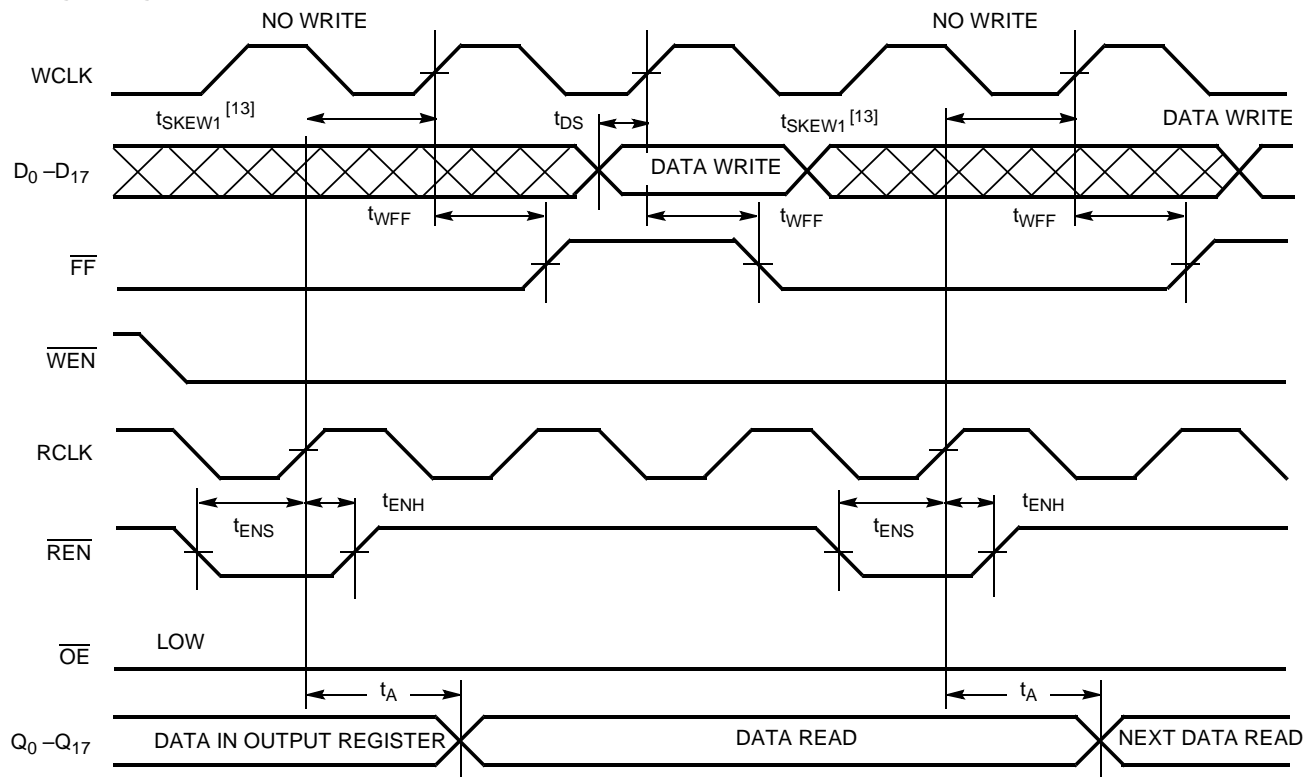 NO WRITE NO WRITE
WCLK
tSKEW1 [13] tDS tSKEW1 [13] DATA WRITE
D0 –D17 DATA WRITE
tWFF tWFF tWFF
FF
WEN
RCLK
tENS tENH tENS tENH
REN
LOW
OE
tA tA
Q0 –Q17 DATA IN OUTPUT REGISTER DATA READ NEXT DATA READ